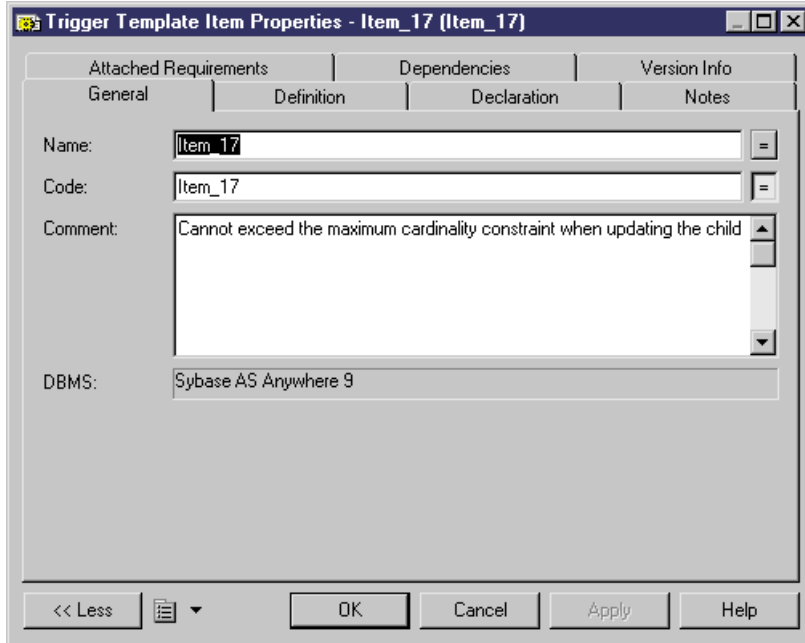 Trigger Template Item Properties - Item_17 (Item_17)
Attached Requirements Dependencies Version Info
General Definition Declaration Notes
Name: Item_17 =
Code: Item_17 =
Comment: Cannot exceed the maximum cardinality constraint when updating the child
DBMS: Sybase AS Anywhere 9
<< Less OK Cancel Apply Help